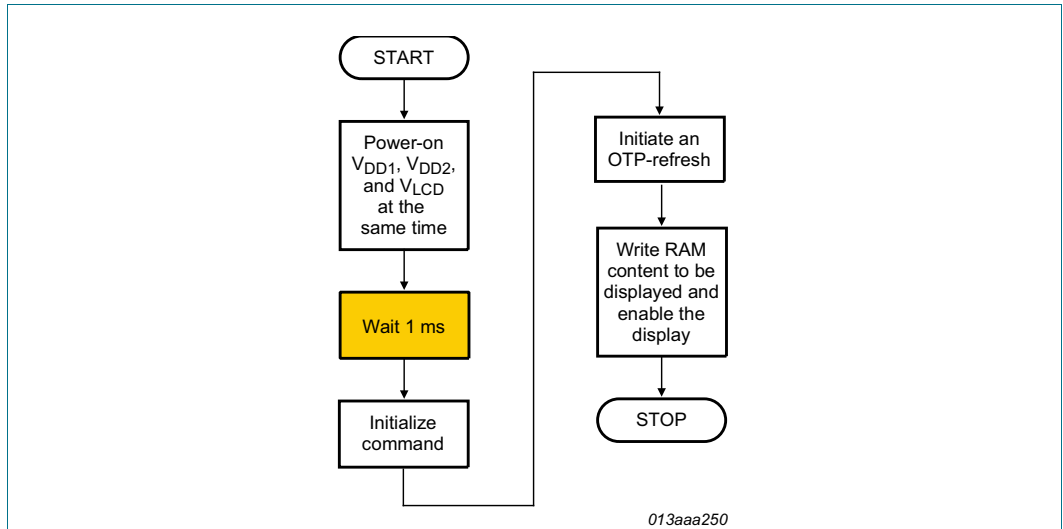 START
Power-on
VDD1, VDD2,
and VLCD
at the
same time
Wait 1 ms
Initialize
command
Initiate an
OTP-refresh
Write RAM
content to be
displayed and
enable the
display
STOP
013aaa250